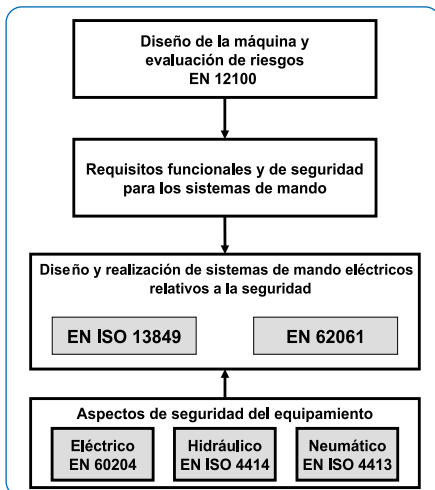 Diseño de la máquina y
evaluación de riesgos
EN 12100
Requisitos funcionales y de seguridad
para los sistemas de mando
Diseño y realización de sistemas de mando eléctricos
relativos a la seguridad
EN ISO 13849
EN 62061
Aspectos de seguridad del equipamiento
Eléctrico
EN 60204
Hidráulico
EN ISO 4414
Neumático
EN ISO 4413